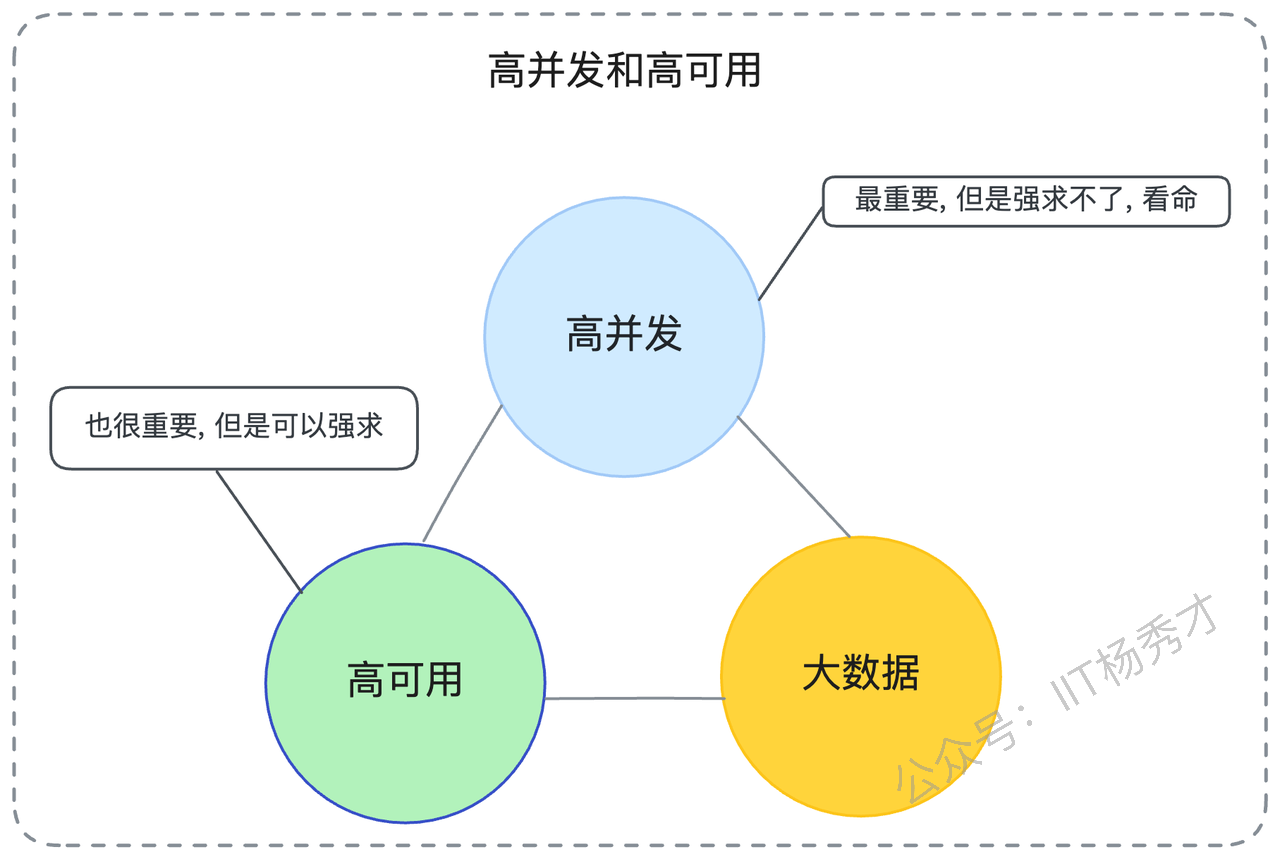 高并发和高可用
最重要, 但是强求不了, 看命
高并发
也很重要, 但是可以强求
高可用
大数据
公众号：IIT杨秀才